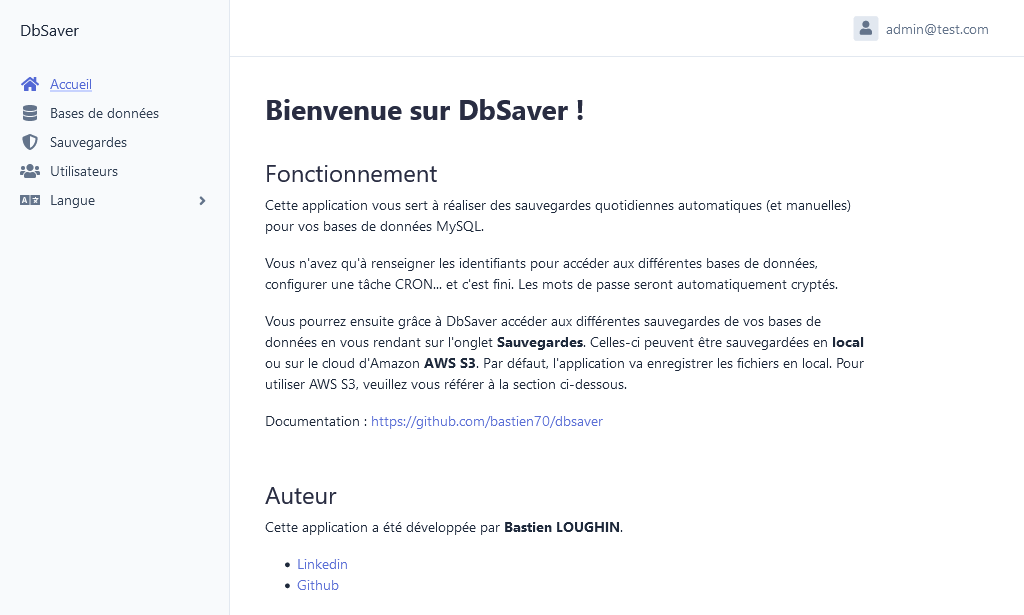 DbSaver
admin@test.com
Accueil
Bases de données
Sauvegardes
Utilisateurs
Langue
Bienvenue sur DbSaver !
Fonctionnement
Cette application vous sert à réaliser des sauvegardes quotidiennes automatiques (et manuelles)
pour vos bases de données MySQL.
Vous n'avez qu'à renseigner les identifiants pour accéder aux différentes bases de données,
configurer une tâche CRON... et c'est fini. Les mots de passe seront automatiquement cryptés.
Vous pourrez ensuite grâce à DbSaver accéder aux différentes sauvegardes de vos bases de
données en vous rendant sur l'onglet Sauvegardes. Celles-ci peuvent être sauvegardées en local
ou sur le cloud d'Amazon AWS S3. Par défaut, l'application va enregistrer les fichiers en local. Pour
utiliser AWS S3, veuillez vous référer à la section ci-dessous.
Documentation : https://github.com/bastien70/dbsaver
Auteur
Cette application a été développée par Bastien LOUGHIN.
Linkedin
Github